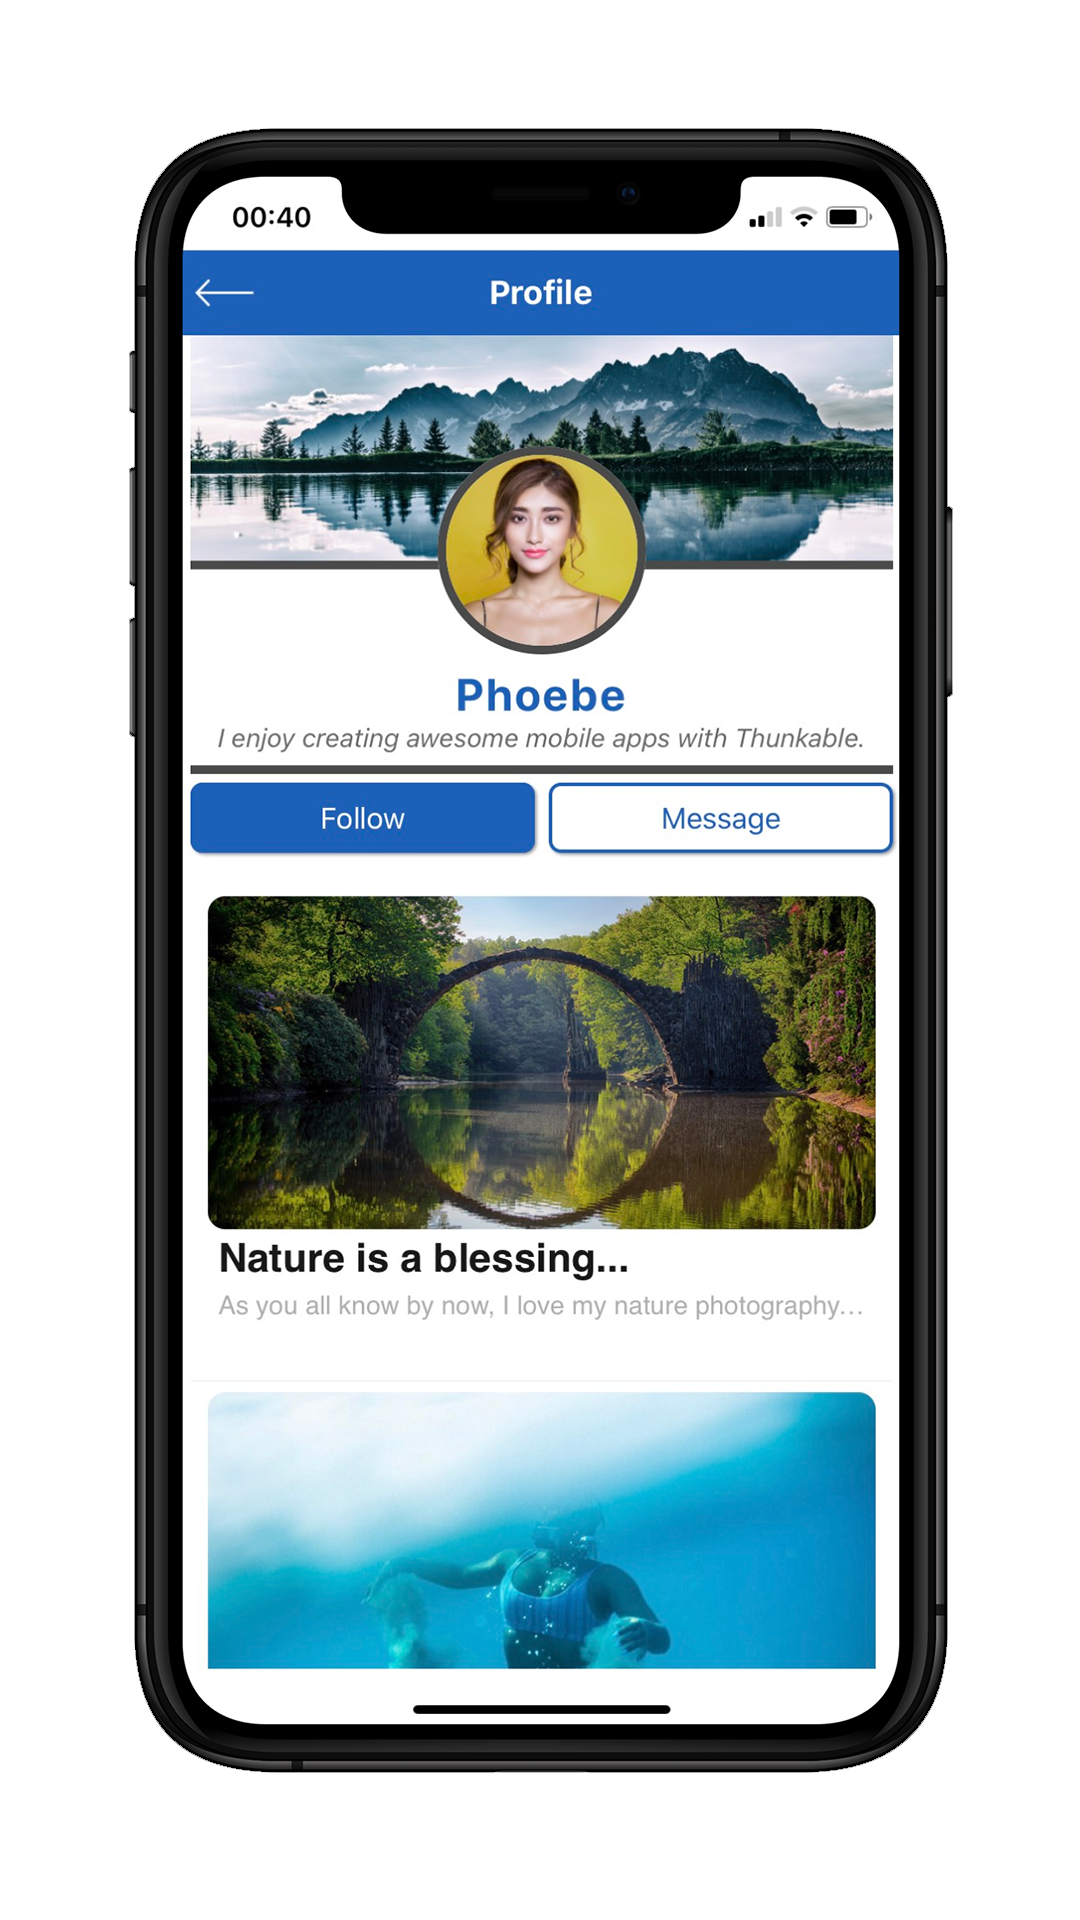 00:40
Profile
Phoebe
I enjoy creating awesome mobile apps with Thunkable.
Follow
Message
Nature is a blessing...
As you all know by now, I love my nature photography...